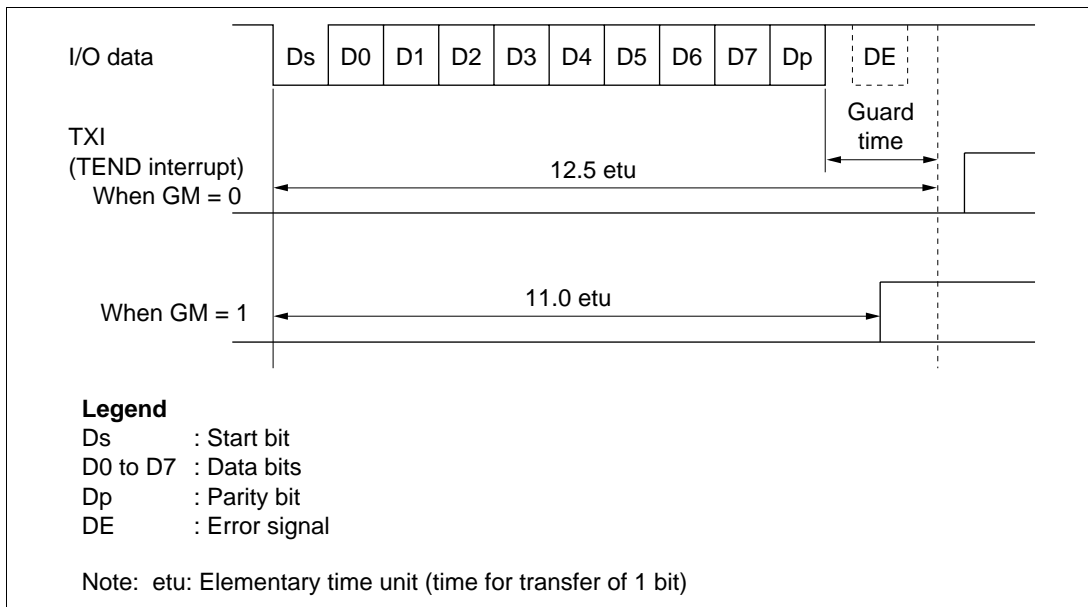 I/O data
Ds D0 D1 D2 D3 D4 D5 D6 D7 Dp DE
Guard
time
TXI
(TEND interrupt)
When GM = 0
12.5 etu
When GM = 1
11.0 etu
Legend
Ds : Start bit
D0 to D7 : Data bits
Dp : Parity bit
DE : Error signal
Note: etu: Elementary time unit (time for transfer of 1 bit)